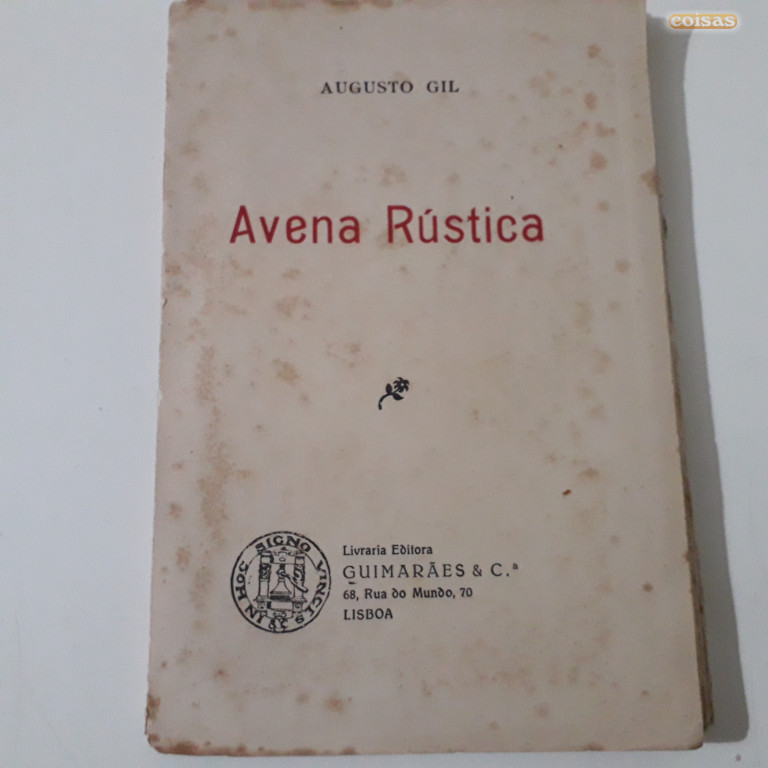 coisas
AUGUSTO GIL
Avena Rústica
IN HOC SIGNO VINCES
Livraria Editora
GUIMARÃES & C.ª
68, Rua do Mundo, 70
LISBOA